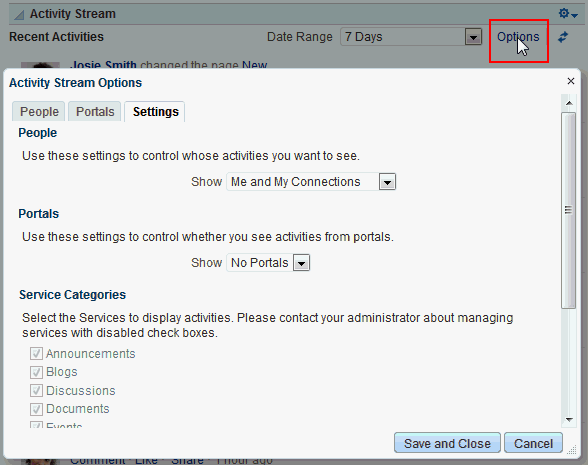 Activity Stream
Recent Activities Date Range 7 Days Options
Josie Smith changed the page New
Activity Stream Options
People Portals Settings
People
Use these settings to control whose activities you want to see.
Show Me and My Connections
Portals
Use these settings to control whether you see activities from portals.
Show No Portals
Service Categories
Select the Services to display activities. Please contact your administrator about managing
services with disabled check boxes.
Announcements
Blogs
Discussions
Documents
Events
Save and Close Cancel
Comment · Like · Share · 1 hour ago